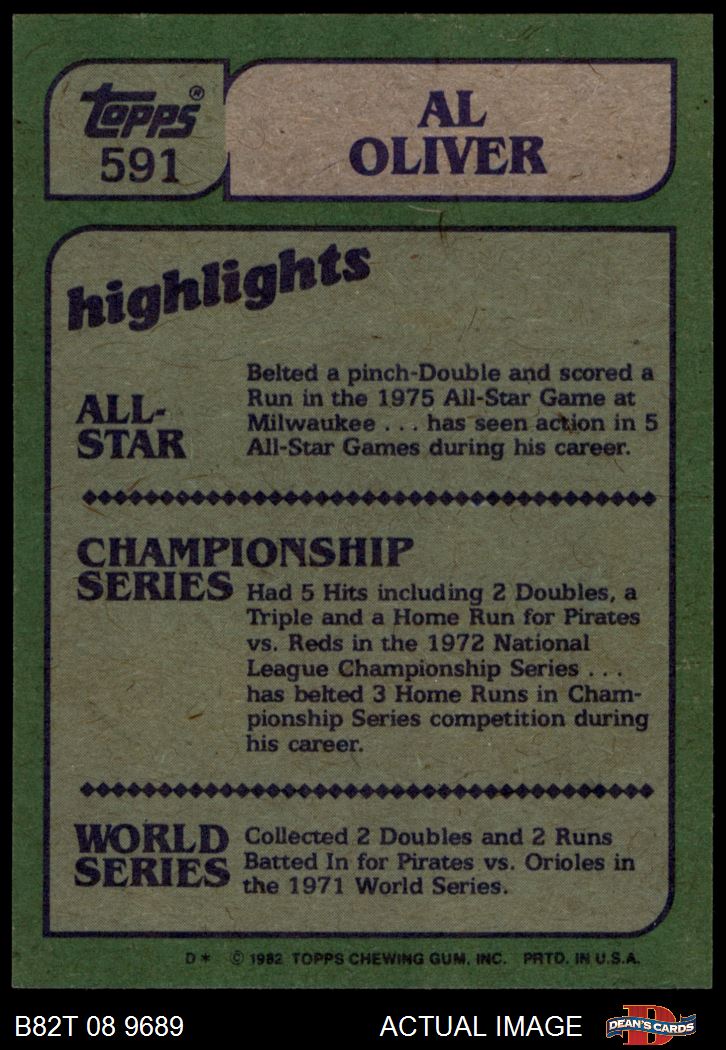 Topps®
591
AL
OLIVER
highlights
ALL-
STAR
Belted a pinch-Double and scored a
Run in the 1975 All-Star Game at
Milwaukee . . . has seen action in 5
All-Star Games during his career.
CHAMPIONSHIP
SERIES
Had 5 Hits including 2 Doubles, a
Triple and a Home Run for Pirates
vs. Reds in the 1972 National
League Championship Series . . .
has belted 3 Home Runs in Cham-
pionship Series competition during
his career.
WORLD
SERIES
Collected 2 Doubles and 2 Runs
Batted In for Pirates vs. Orioles in
the 1971 World Series.
D* © 1982 TOPPS CHEWING GUM, INC. PRTD. IN U.S.A.
B82T 08 9689
ACTUAL IMAGE
D
DEAN'S CARDS